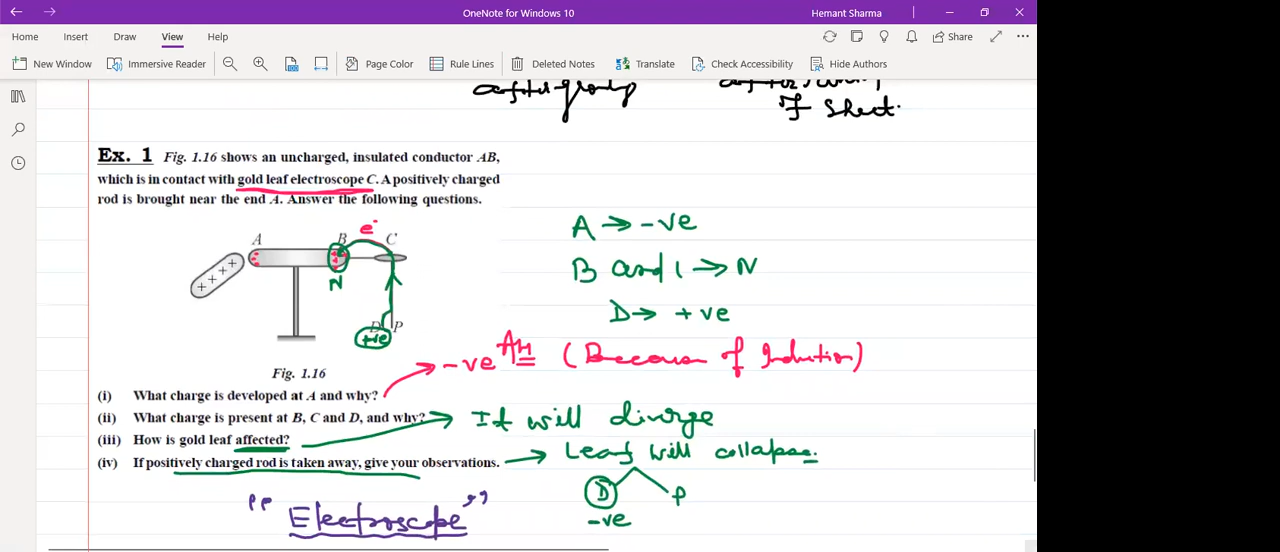 OneNote for Windows 10
Hemant Sharma
Home Insert Draw View Help
Share
New Window Immersive Reader Page Color Rule Lines Deleted Notes Translate Check Accessibility Hide Authors
If Sheet.
Ex. 1 Fig. 1.16 shows an uncharged, insulated conductor AB,
which is in contact with gold leaf electroscope C. A positively charged
rod is brought near the end A. Answer the following questions.
e-
A B C
++++
N
D P
+ve
Fig. 1.16
A → -ve
B and → N
D → + ve
-ve Ans (Because of Induction)
(i) What charge is developed at A and why?
(ii) What charge is present at B, C and D, and why?
It will diverge
(iii) How is gold leaf affected?
Leaf will collapse.
(iv) If positively charged rod is taken away, give your observations.
D P
-ve
"Electroscope"